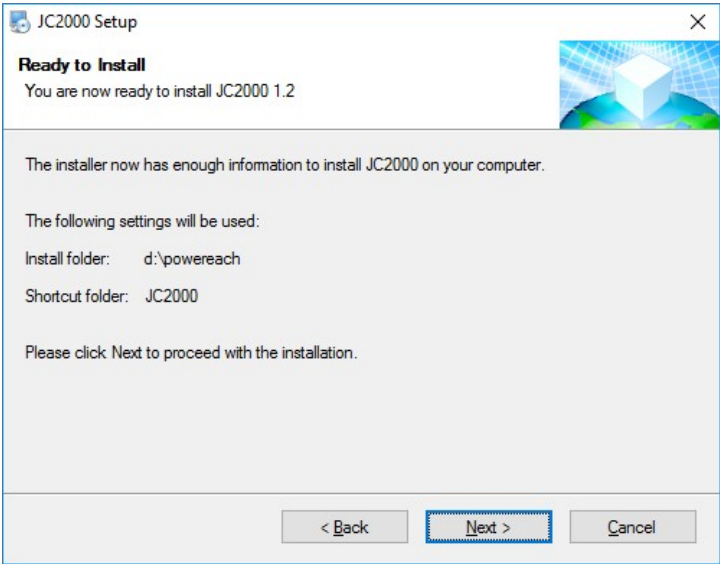 JC2000 Setup
Ready to Install
You are now ready to install JC2000 1.2
The installer now has enough information to install JC2000 on your computer.
The following settings will be used:
Install folder: d:\powereach
Shortcut folder: JC2000
Please click Next to proceed with the installation.
< Back Next > Cancel